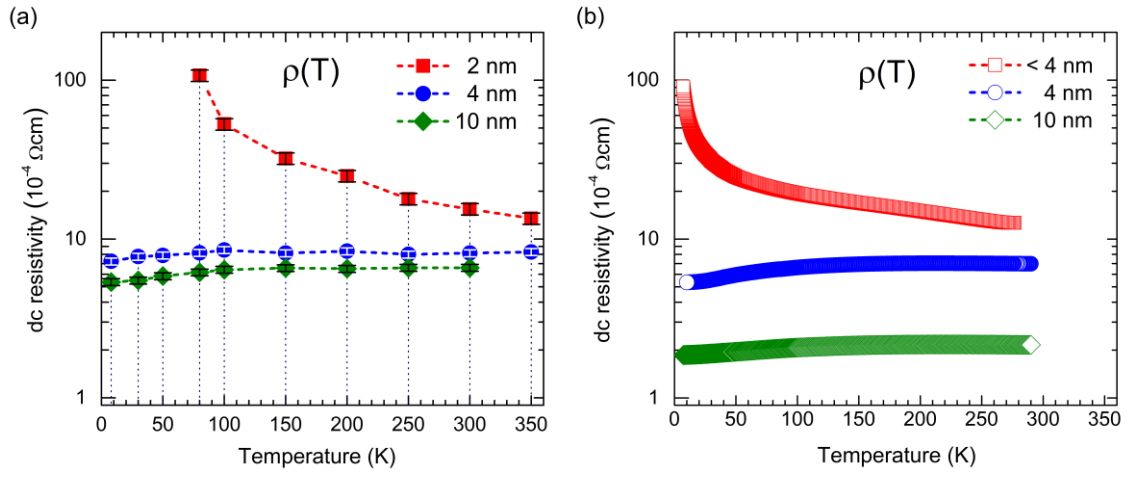 (a)
ρ(T)
2 nm
4 nm
10 nm
dc resistivity (10⁻⁴ Ωcm)
100
10
1
0 50 100 150 200 250 300 350
Temperature (K)
(b)
ρ(T)
< 4 nm
4 nm
10 nm
dc resistivity (10⁻⁴ Ωcm)
100
10
1
0 50 100 150 200 250 300 350
Temperature (K)